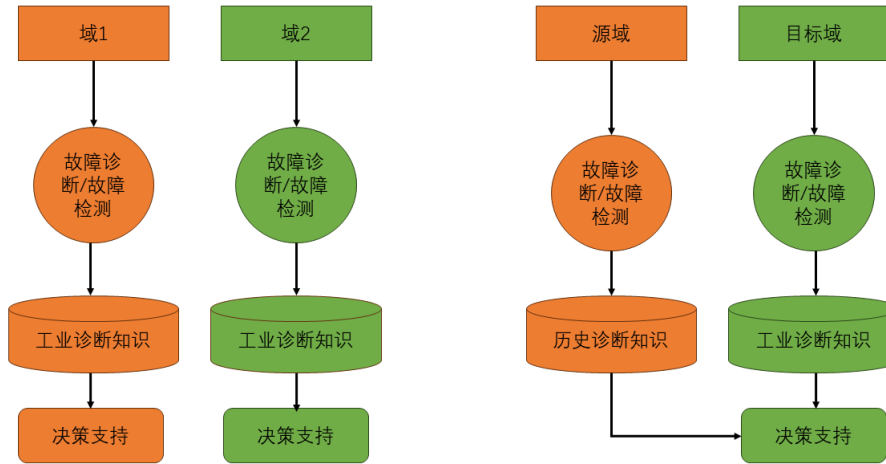 域1
域2
源域
目标域
故障诊
断/故障
检测
故障诊
断/故障
检测
故障诊
断/故障
检测
故障诊
断/故障
检测
工业诊断知识
工业诊断知识
历史诊断知识
工业诊断知识
决策支持
决策支持
决策支持